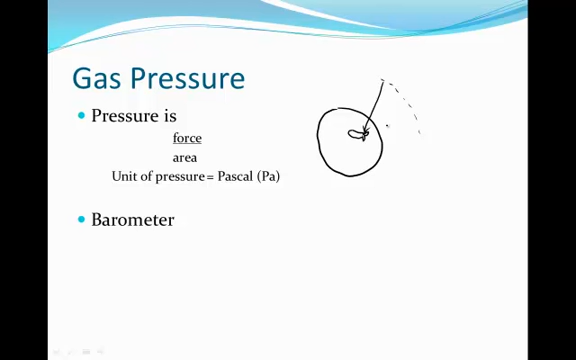 Gas Pressure
Pressure is
force
area
Unit of pressure = Pascal (Pa)
Barometer